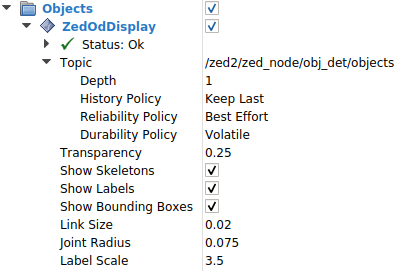 Objects
ZedOdDisplay
Status: Ok
Topic /zed2/zed_node/obj_det/objects
Depth 1
History Policy Keep Last
Reliability Policy Best Effort
Durability Policy Volatile
Transparency 0.25
Show Skeletons
Show Labels
Show Bounding Boxes
Link Size 0.02
Joint Radius 0.075
Label Scale 3.5